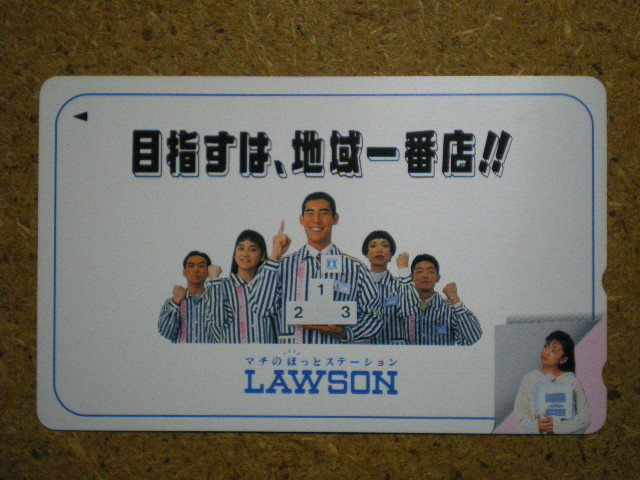 目指すは、地域一番店!!
1
2 3
マチのほっとステーション
LAWSON